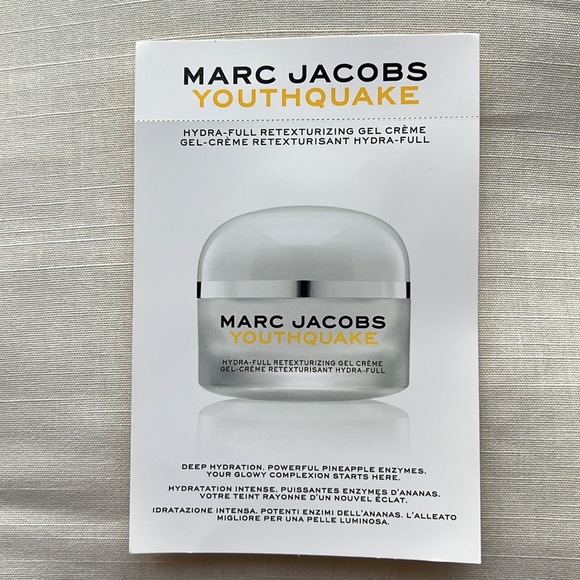 MARC JACOBS
YOUTHQUAKE
HYDRA-FULL RETEXTURIZING GEL CRÈME
GEL-CRÈME RETEXTURISANT HYDRA-FULL
MARC JACOBS
YOUTHQUAKE
HYDRA-FULL RETEXTURIZING GEL CRÈME
GEL-CRÈME RETEXTURISANT HYDRA-FULL
DEEP HYDRATION. POWERFUL PINEAPPLE ENZYMES.
YOUR GLOWY COMPLEXION STARTS HERE.
HYDRATATION INTENSE. PUISSANTES ENZYMES D'ANANAS.
VOTRE TEINT RAYONNE D'UN NOUVEL ÉCLAT.
IDRATAZIONE INTENSA. POTENTI ENZIMI DELL'ANANAS. L'ALLEATO
MIGLIORE PER UNA PELLE LUMINOSA.